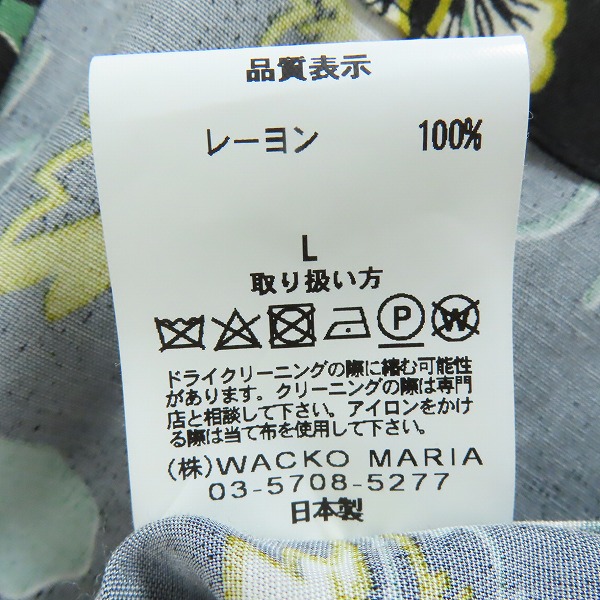 品質表示
レーヨン 100%
L
取り扱い方
P W
ドライクリーニングの際に縮む可能性
があります。クリーニングの際は専門
店と相談して下さい。アイロンをかけ
る際は当て布を使用して下さい。
(株)WACKO MARIA
03-5708-5277
日本製